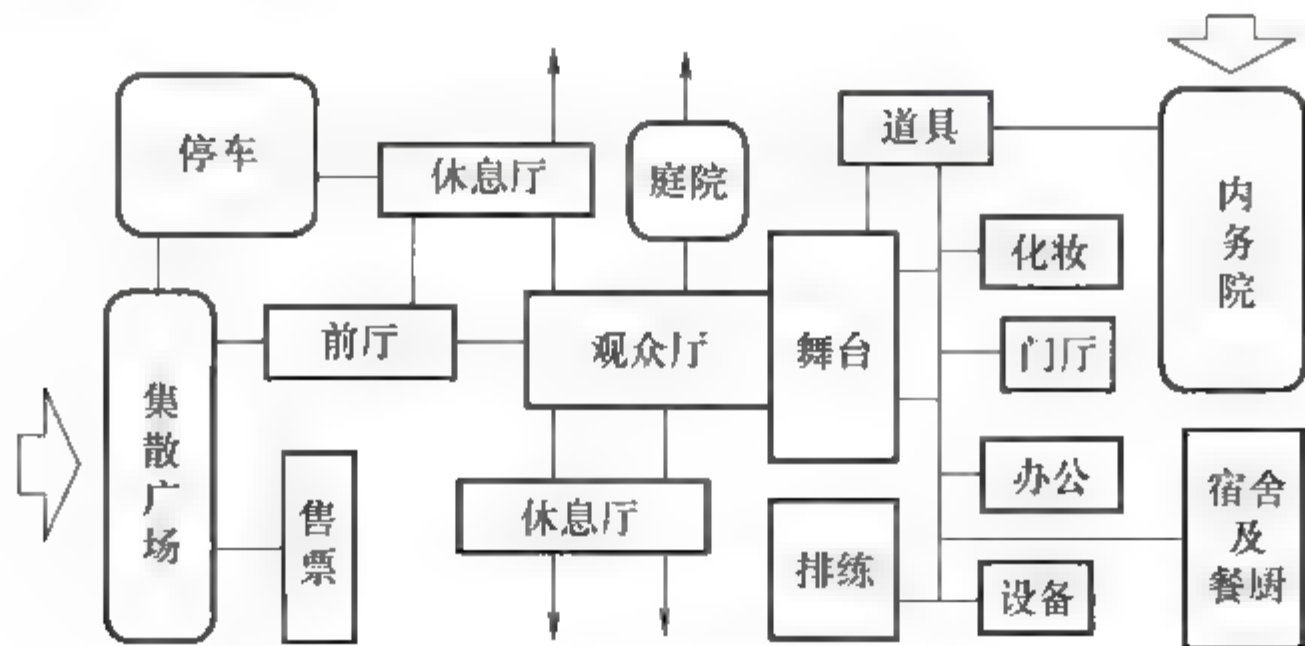 停车
休息厅
庭院
道具
内务院
化妆
前厅
观众厅
舞台
门厅
集散广场
售票
休息厅
排练
办公
宿舍及餐厨
设备